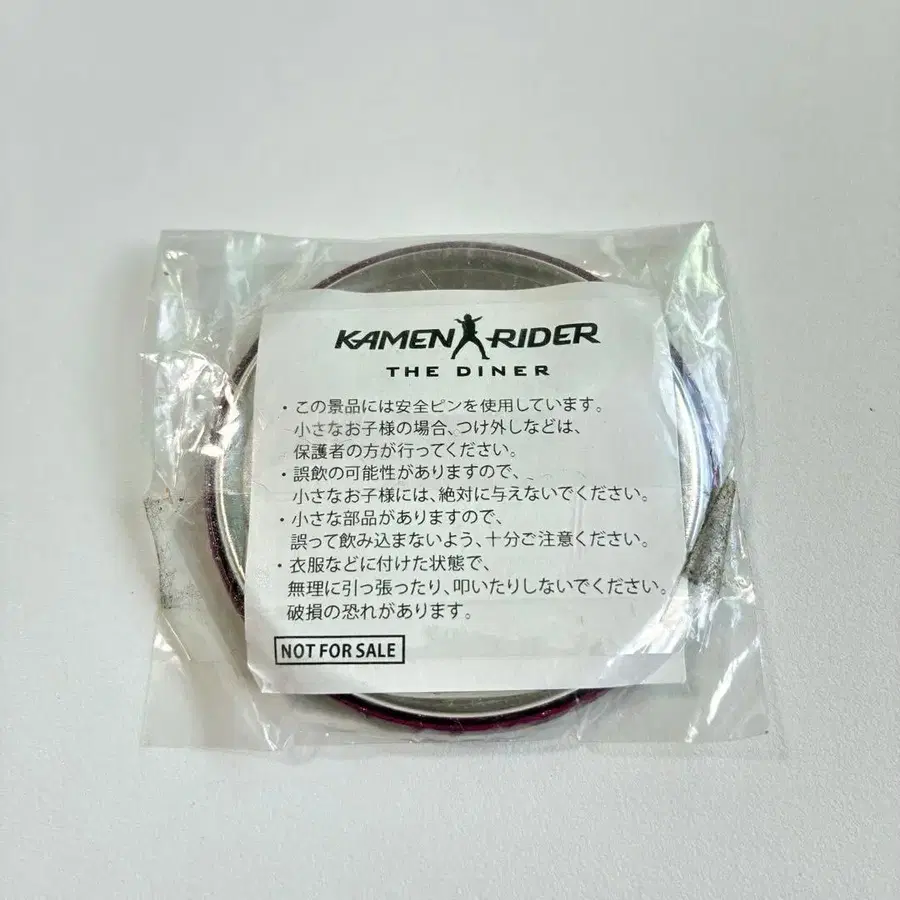 KAMEN RIDER
THE DINER
・この景品には安全ピンを使用しています。
小さなお子様の場合、つけ外しなどは、
保護者の方が行ってください。
・誤飲の可能性がありますので、
小さなお子様には、絶対に与えないでください。
・小さな部品がありますので、
誤って飲み込まないよう、十分ご注意ください。
・衣服などに付けた状態で、
無理に引っ張ったり、叩いたりしないでください。
破損の恐れがあります。
NOT FOR SALE